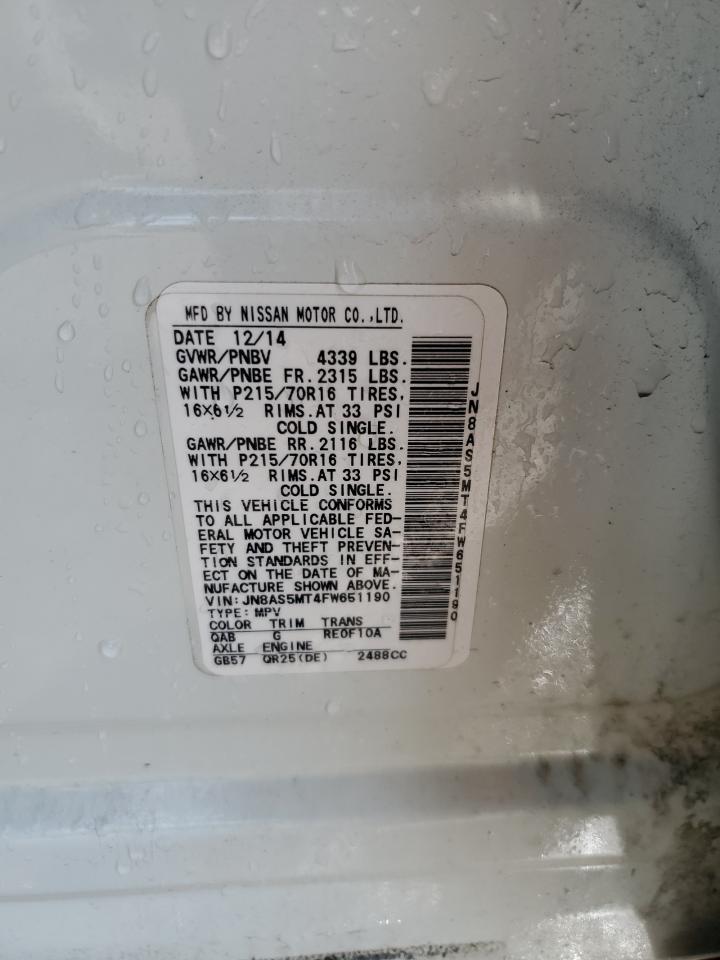 MFD BY NISSAN MOTOR CO.,LTD.
DATE 12/14
GVWR/PNBV 4339 LBS.
GAWR/PNBE FR. 2315 LBS.
WITH P215/70R16 TIRES,
16X6½ RIMS. AT 33 PSI
COLD SINGLE.
GAWR/PNBE RR. 2116 LBS.
WITH P215/70R16 TIRES,
16X6½ RIMS. AT 33 PSI
COLD SINGLE.
THIS VEHICLE CONFORMS
TO ALL APPLICABLE FED-
ERAL MOTOR VEHICLE SA-
FETY AND THEFT PREVEN-
TION STANDARDS IN EFF-
ECT ON THE DATE OF MA-
NUFACTURE SHOWN ABOVE.
VIN: JN8AS5MT4FW651190
TYPE: MPV
COLOR TRIM TRANS
QAB G RE0F10A
AXLE ENGINE
GB57 QR25(DE) 2488CC
JN8AS5MT4FW651190